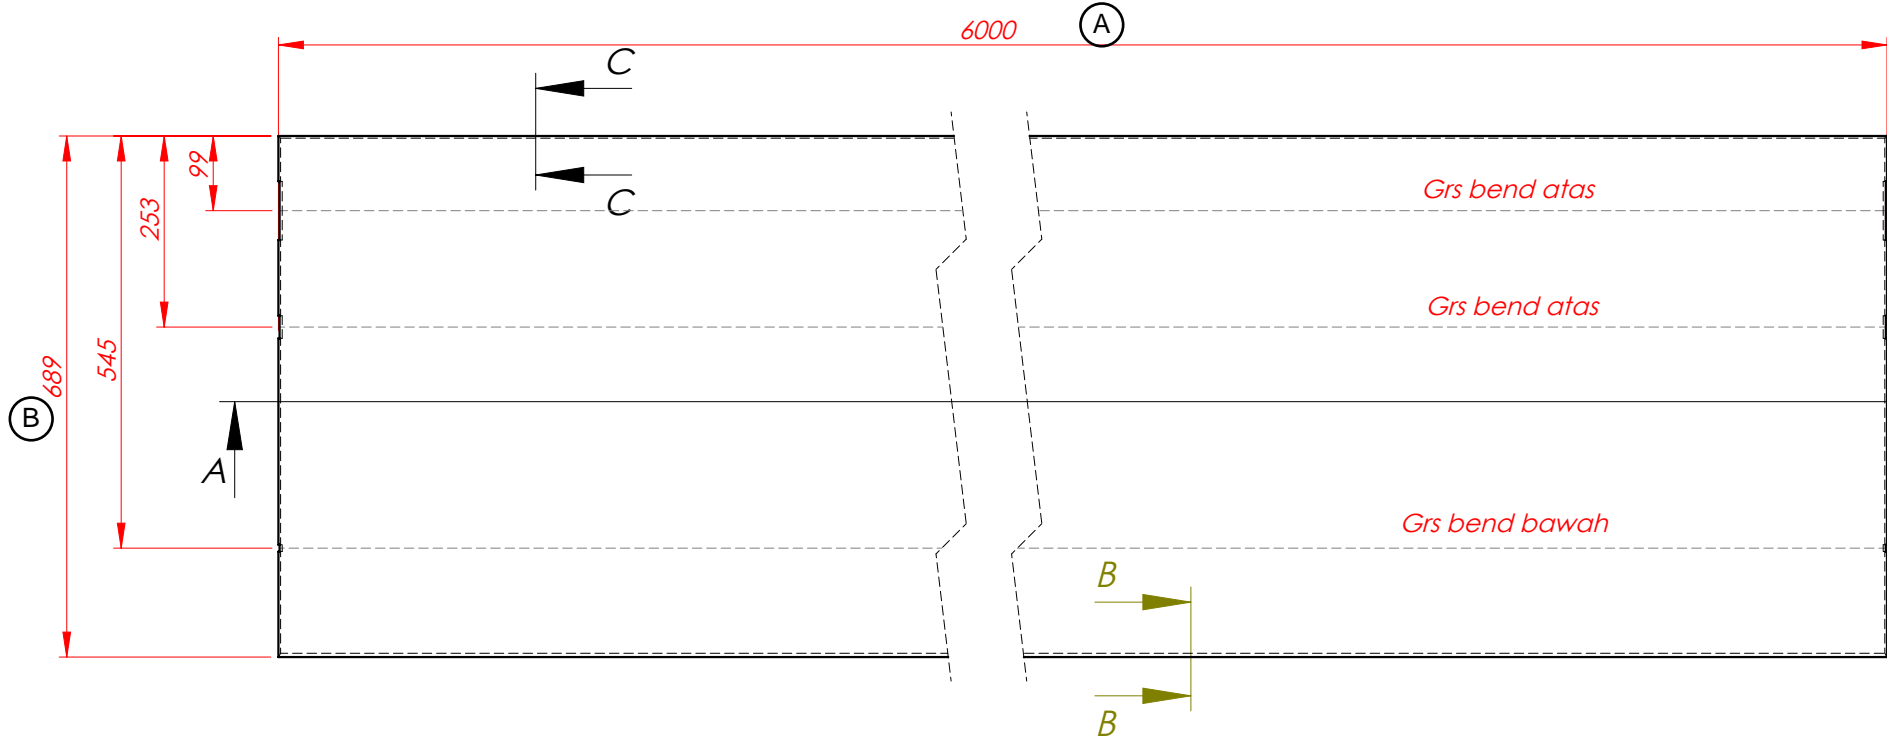 6000
A
C
C
99
253
545
689
B
A
Grs bend atas
Grs bend atas
Grs bend bawah
B
B